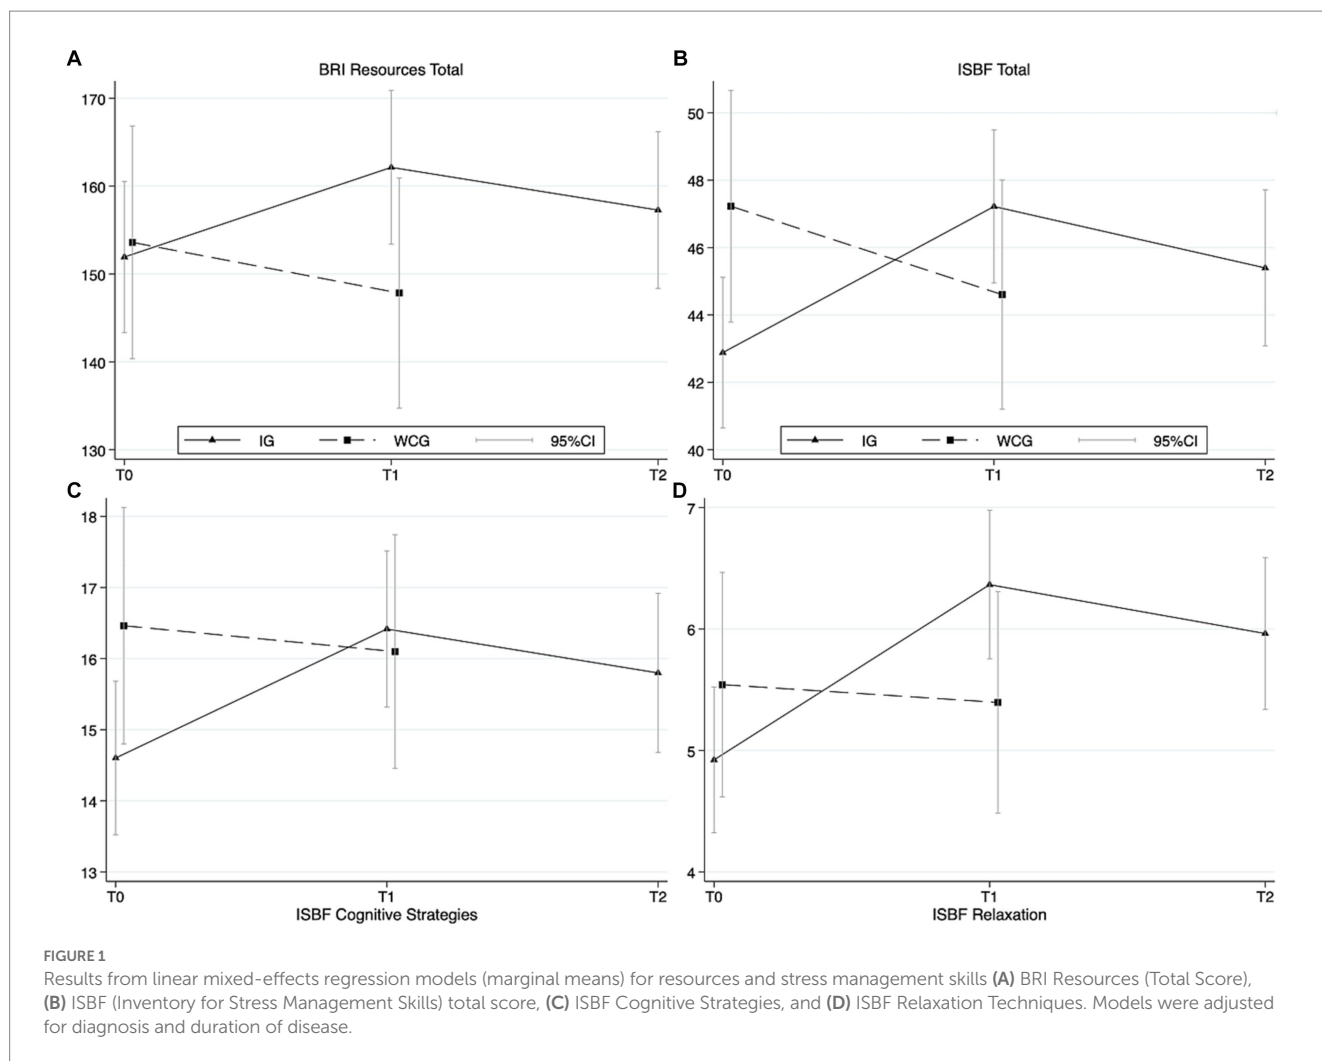 A
BRI Resources Total
170
160
150
140
130
IG WCG 95%CI
T0 T1 T2
B
ISBF Total
50
48
46
44
42
40
IG WCG 95%CI
T0 T1 T2
C
18
17
16
15
14
13
T0 T1 T2
ISBF Cognitive Strategies
D
7
6
5
4
T0 T1 T2
ISBF Relaxation
FIGURE 1
Results from linear mixed-effects regression models (marginal means) for resources and stress management skills (A) BRI Resources (Total Score),
(B) ISBF (Inventory for Stress Management Skills) total score, (C) ISBF Cognitive Strategies, and (D) ISBF Relaxation Techniques. Models were adjusted
for diagnosis and duration of disease.